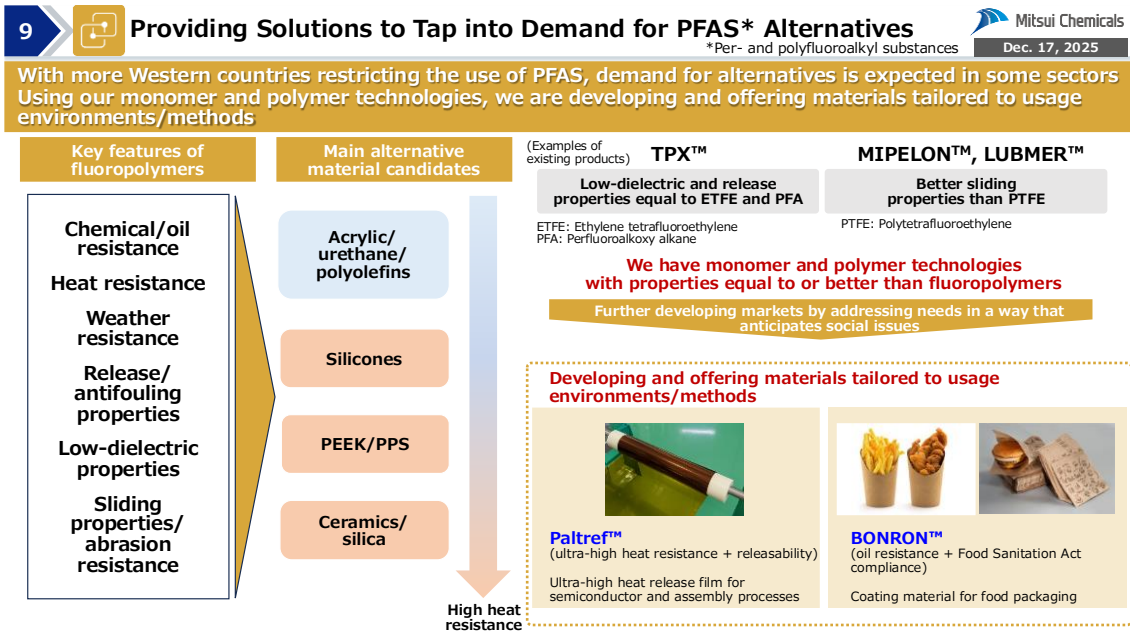 9
Providing Solutions to Tap into Demand for PFAS* Alternatives
*Per- and polyfluoroalkyl substances
Mitsui Chemicals
Dec. 17, 2025
With more Western countries restricting the use of PFAS, demand for alternatives is expected in some sectors
Using our monomer and polymer technologies, we are developing and offering materials tailored to usage
environments/methods
Key features of
fluoropolymers
Chemical/oil
resistance
Heat resistance
Weather
resistance
Release/
antifouling
properties
Low-dielectric
properties
Sliding
properties/
abrasion
resistance
Main alternative
material candidates
Acrylic/
urethane/
polyolefins
Silicones
PEEK/PPS
Ceramics/
silica
High heat
resistance
(Examples of
existing products)
TPX™
Low-dielectric and release
properties equal to ETFE and PFA
ETFE: Ethylene tetrafluoroethylene
PFA: Perfluoroalkoxy alkane
MIPELON™, LUBMER™
Better sliding
properties than PTFE
PTFE: Polytetrafluoroethylene
We have monomer and polymer technologies
with properties equal to or better than fluoropolymers
Further developing markets by addressing needs in a way that
anticipates social issues
Developing and offering materials tailored to usage
environments/methods
Paltref™
(ultra-high heat resistance + releasability)
Ultra-high heat release film for
semiconductor and assembly processes
BONRON™
(oil resistance + Food Sanitation Act
compliance)
Coating material for food packaging